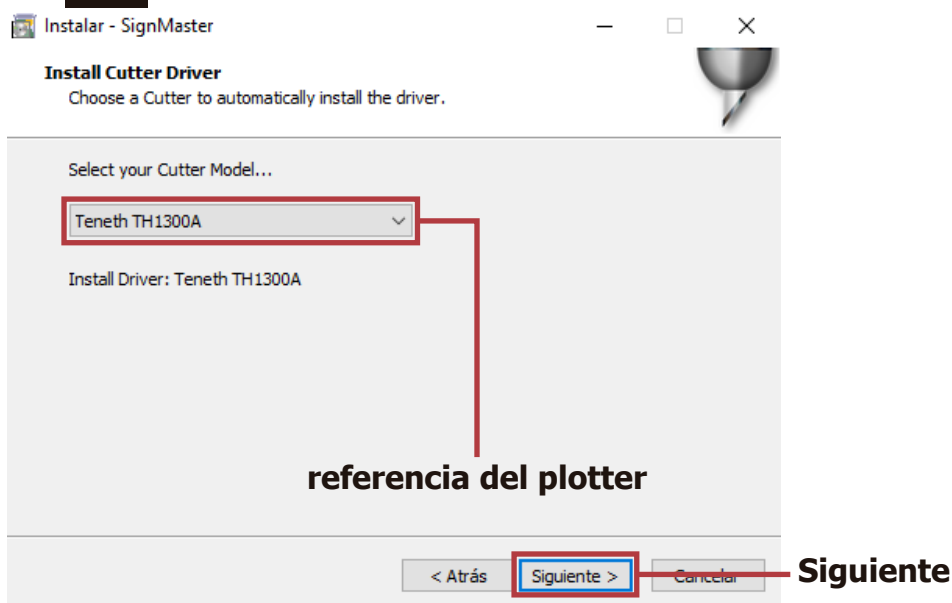 Instalar - SignMaster
Install Cutter Driver
Choose a Cutter to automatically install the driver.
Select your Cutter Model...
Teneth TH1300A
Install Driver: Teneth TH1300A
referencia del plotter
< Atrás Siguiente > Cancelar Siguiente